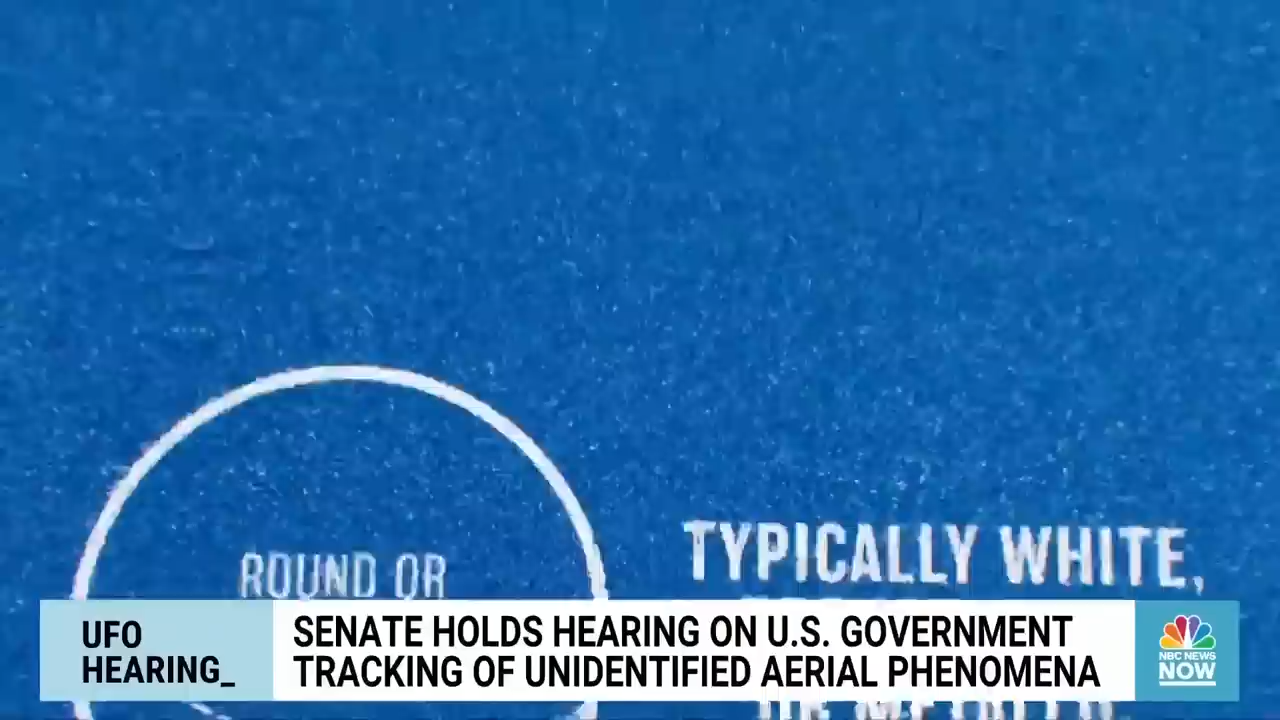 ROUND OR
TYPICALLY WHITE,
UFO
HEARING_
SENATE HOLDS HEARING ON U.S. GOVERNMENT
TRACKING OF UNIDENTIFIED AERIAL PHENOMENA
NBC NEWS
NOW